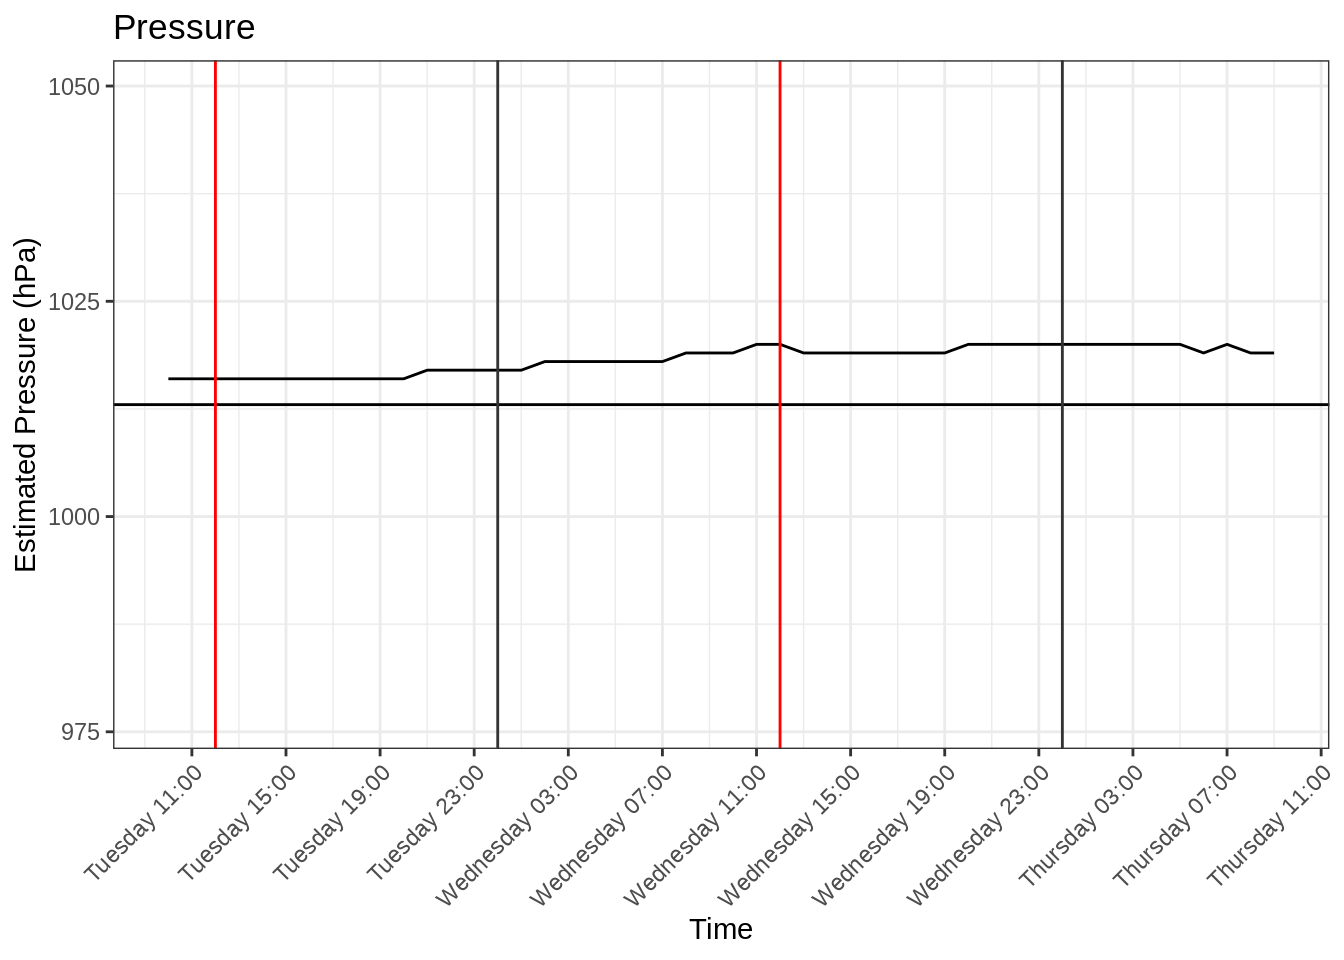 Pressure
Estimated Pressure (hPa)
1050
1025
1000
975
Tuesday 11:00
Tuesday 15:00
Tuesday 19:00
Tuesday 23:00
Wednesday 03:00
Wednesday 07:00
Wednesday 11:00
Wednesday 15:00
Wednesday 19:00
Wednesday 23:00
Thursday 03:00
Thursday 07:00
Thursday 11:00
Time